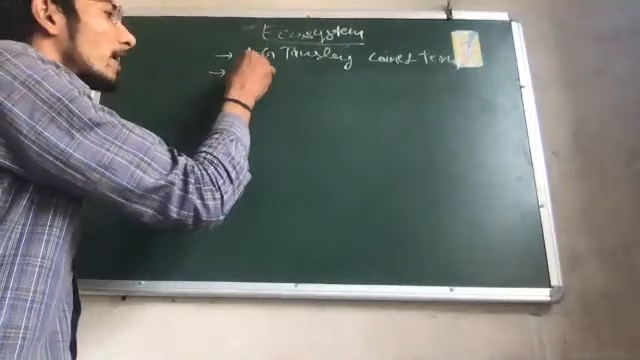 Ecosystem
→ Tansley coined term
→